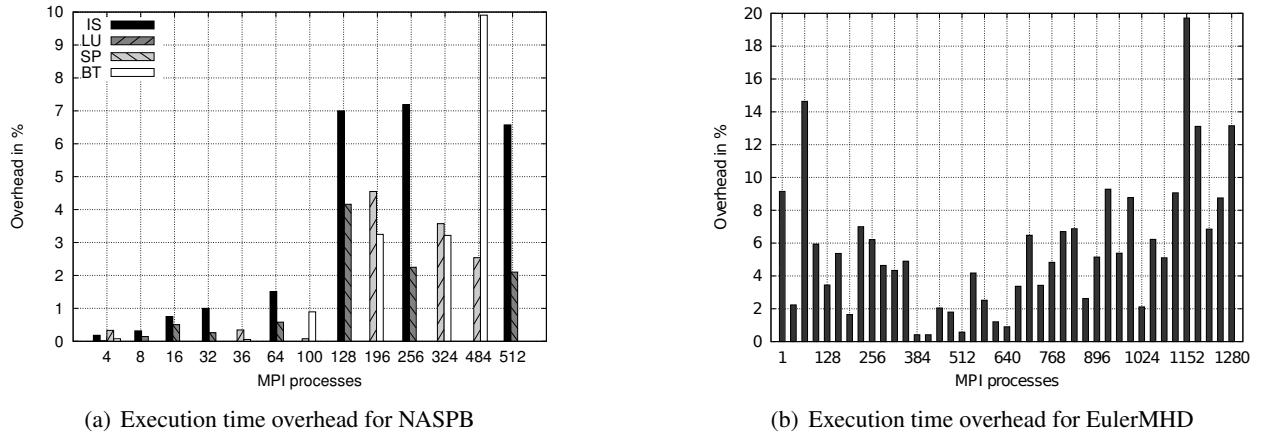 IS
LU
SP
BT
10
9
8
7
6
5
4
3
2
1
0
Overhead in %
4 8 16 32 36 64 100 128 196 256 324 484 512
MPI processes
(a) Execution time overhead for NASPB
20
18
16
14
12
10
8
6
4
2
0
Overhead in %
1 128 256 384 512 640 768 896 1024 1152 1280
MPI processes
(b) Execution time overhead for EulerMHD